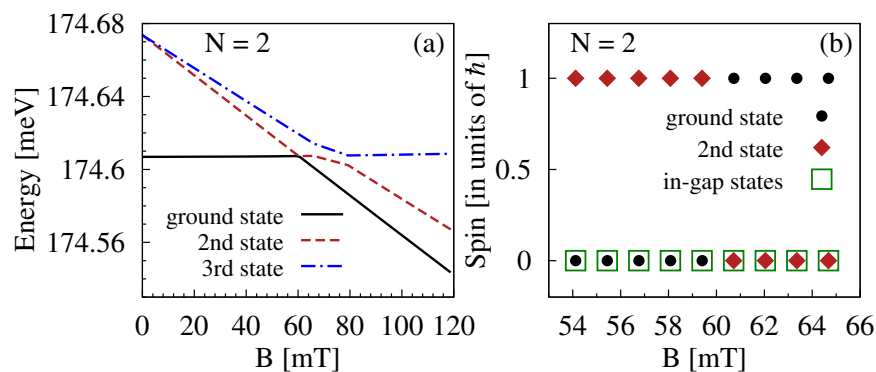 N = 2
(a)
Energy [meV]
174.68
174.64
174.6
174.56
ground state
2nd state
3rd state
0 20 40 60 80 100 120
B [mT]
N = 2
(b)
Spin [in units of ℏ]
1
0.5
0
ground state
2nd state
in-gap states
54 56 58 60 62 64 66
B [mT]